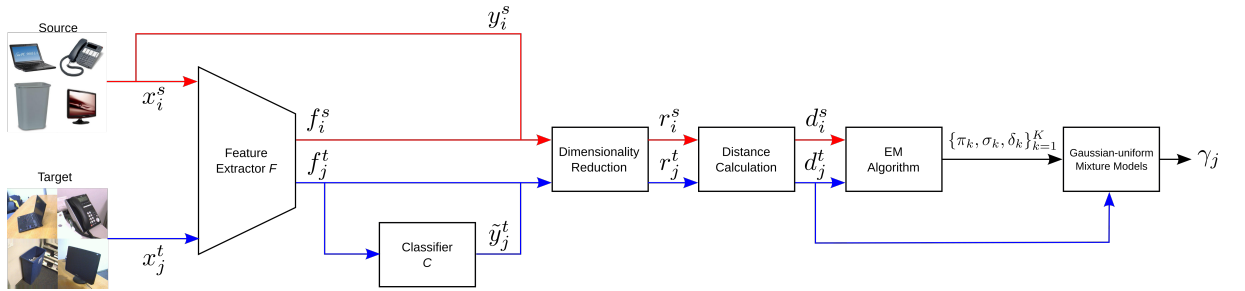 Source
Target
x_i^s
x_j^t
y_i^s
Feature
Extractor F
f_i^s
f_j^t
Classifier
C
ỹ_j^t
Dimensionality
Reduction
r_i^s
r_j^t
Distance
Calculation
d_i^s
d_j^t
EM
Algorithm
{π_k, σ_k, δ_k}_{k=1}^K
Gaussian-uniform
Mixture Models
γ_j